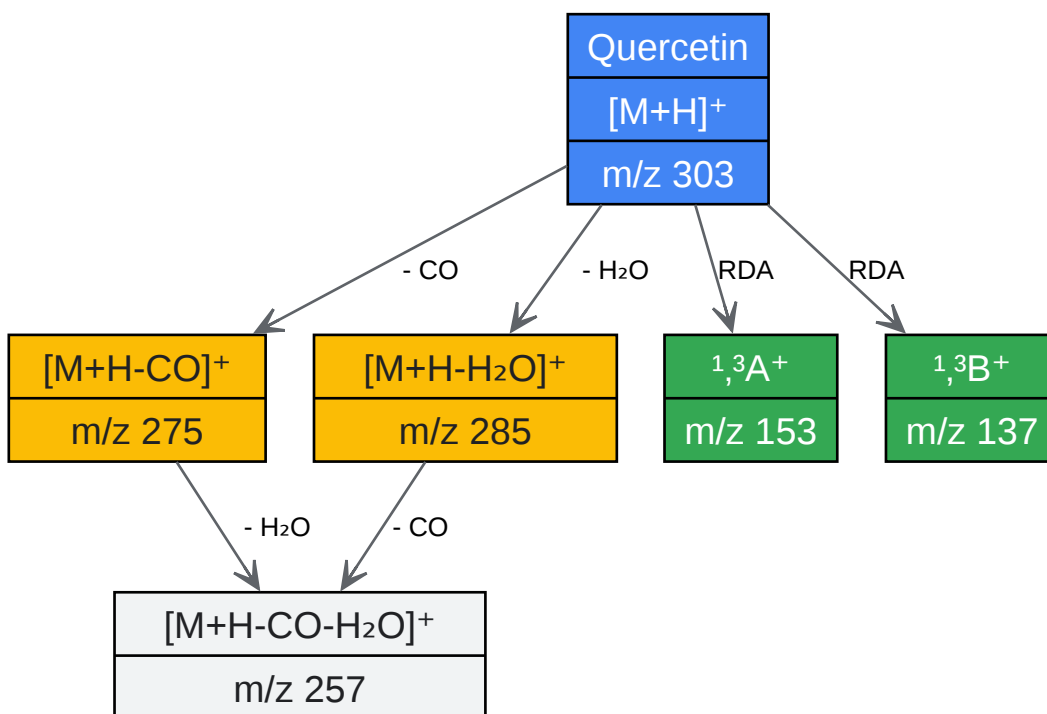 Quercetin
[M+H]⁺
m/z 303
- CO
- H₂O
RDA
RDA
[M+H-CO]⁺
m/z 275
[M+H-H₂O]⁺
m/z 285
¹,³A⁺
m/z 153
¹,³B⁺
m/z 137
- H₂O
- CO
[M+H-CO-H₂O]⁺
m/z 257